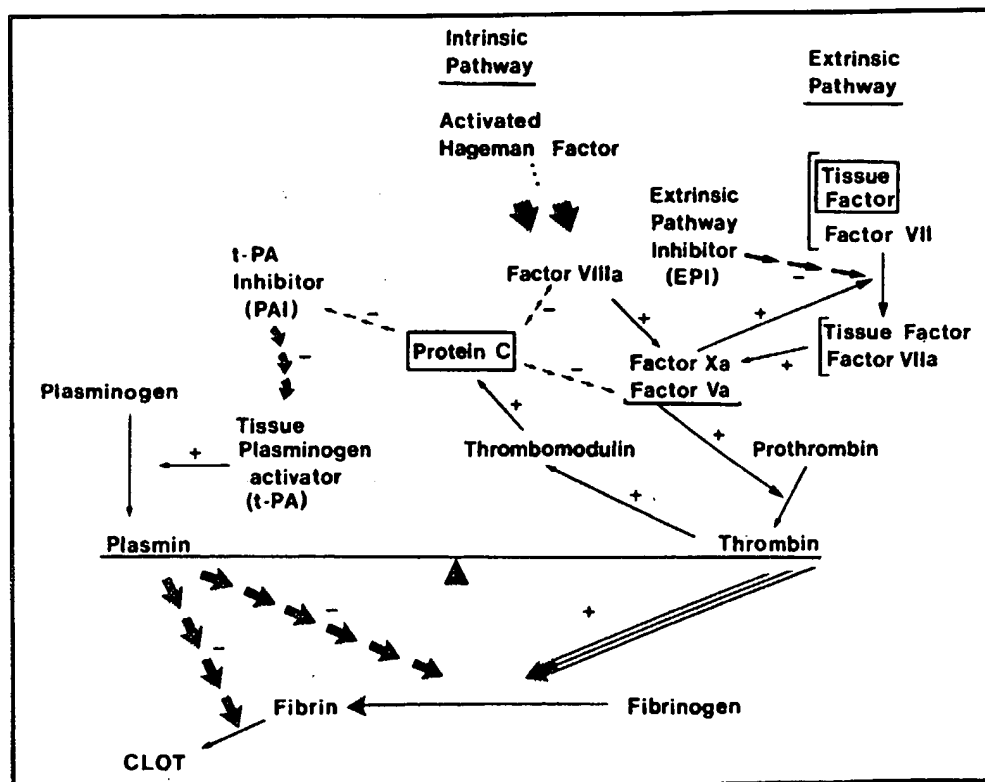 Intrinsic
Pathway
Extrinsic
Pathway
Activated
Hageman Factor
Tissue
Factor
Factor VII
Extrinsic
Pathway
Inhibitor
(EPI)
-
t-PA
Inhibitor
(PAI)
-
-
Factor VIIIa
-
+
+
Protein C
-
Factor Xa
Factor Va
+
Tissue Factor
Factor VIIa
Plasminogen
+
Tissue
Plasminogen
activator
(t-PA)
+
Thrombomodulin
+
+
Prothrombin
Plasmin
Thrombin
-
+
-
Fibrin
Fibrinogen
CLOT